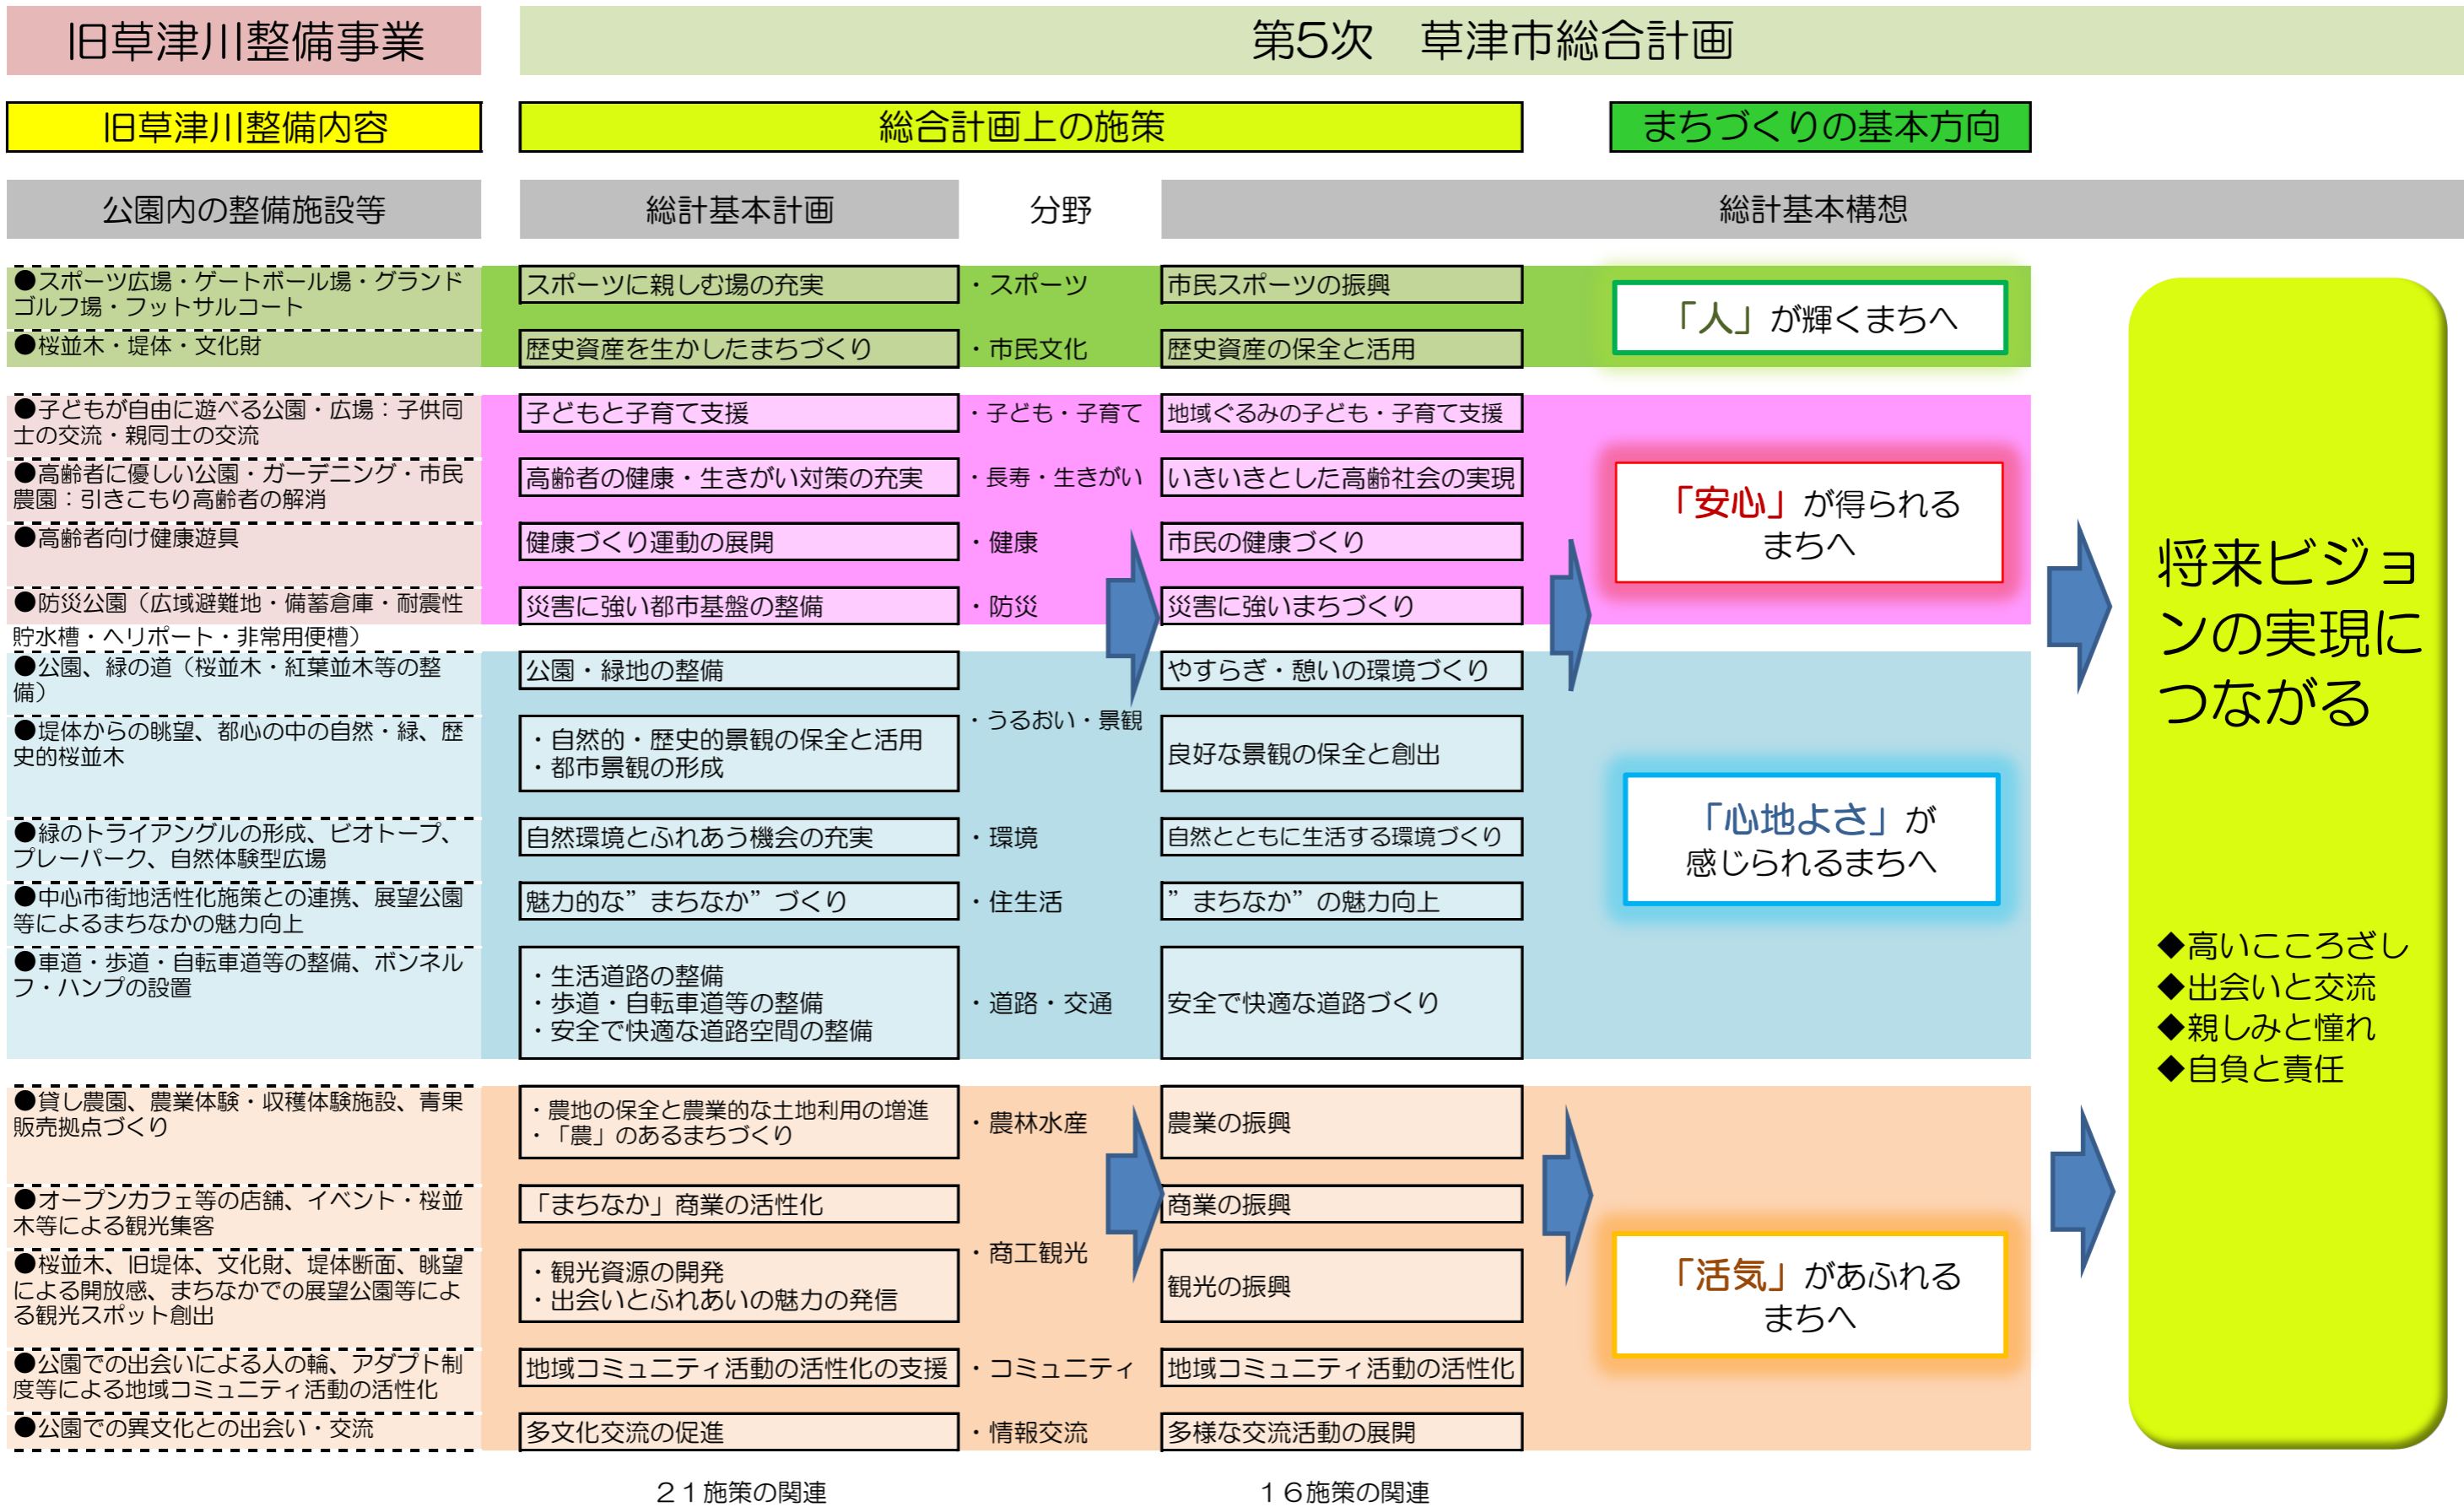 旧草津川整備事業
第5次　草津市総合計画
旧草津川整備内容
総合計画上の施策
まちづくりの基本方向
公園内の整備施設等
総計基本計画
分野
総計基本構想
●スポーツ広場・ゲートボール場・グランド
ゴルフ場・フットサルコート
スポーツに親しむ場の充実
・スポーツ
市民スポーツの振興
●桜並木・堤体・文化財
歴史資産を生かしたまちづくり
・市民文化
歴史資産の保全と活用
「人」が輝くまちへ
●子どもが自由に遊べる公園・広場：子供同
士の交流・親同士の交流
子どもと子育て支援
・子ども・子育て
地域ぐるみの子ども・子育て支援
●高齢者に優しい公園・ガーデニング・市民
農園：引きこもり高齢者の解消
高齢者の健康・生きがい対策の充実
・長寿・生きがい
いきいきとした高齢社会の実現
●高齢者向け健康遊具
健康づくり運動の展開
・健康
市民の健康づくり
●防災公園（広域避難地・備蓄倉庫・耐震性
貯水槽・ヘリポート・非常用便槽）
災害に強い都市基盤の整備
・防災
災害に強いまちづくり
「安心」が得られる
まちへ
●公園、緑の道（桜並木・紅葉並木等の整
備）
公園・緑地の整備
・うるおい・景観
やすらぎ・憩いの環境づくり
●堤体からの眺望、都心の中の自然・緑、歴
史的桜並木
・自然的・歴史的景観の保全と活用
・都市景観の形成
良好な景観の保全と創出
●緑のトライアングルの形成、ビオトープ、
プレーパーク、自然体験型広場
自然環境とふれあう機会の充実
・環境
自然とともに生活する環境づくり
●中心市街地活性化施策との連携、展望公園
等によるまちなかの魅力向上
魅力的な”まちなか”づくり
・住生活
”まちなか”の魅力向上
●車道・歩道・自転車道等の整備、ボンネル
フ・ハンプの設置
・生活道路の整備
・歩道・自転車道等の整備
・安全で快適な道路空間の整備
・道路・交通
安全で快適な道路づくり
「心地よさ」が
感じられるまちへ
●貸し農園、農業体験・収穫体験施設、青果
販売拠点づくり
・農地の保全と農業的な土地利用の増進
・「農」のあるまちづくり
・農林水産
農業の振興
●オープンカフェ等の店舗、イベント・桜並
木等による観光集客
「まちなか」商業の活性化
・商工観光
商業の振興
●桜並木、旧堤体、文化財、堤体断面、眺望
による開放感、まちなかでの展望公園等によ
る観光スポット創出
・観光資源の開発
・出会いとふれあいの魅力の発信
観光の振興
●公園での出会いによる人の輪、アダプト制
度等による地域コミュニティ活動の活性化
地域コミュニティ活動の活性化の支援
・コミュニティ
地域コミュニティ活動の活性化
●公園での異文化との出会い・交流
多文化交流の促進
・情報交流
多様な交流活動の展開
「活気」があふれる
まちへ
将来ビジョ
ンの実現に
つながる
◆高いこころざし
◆出会いと交流
◆親しみと憧れ
◆自負と責任
２１施策の関連
１６施策の関連